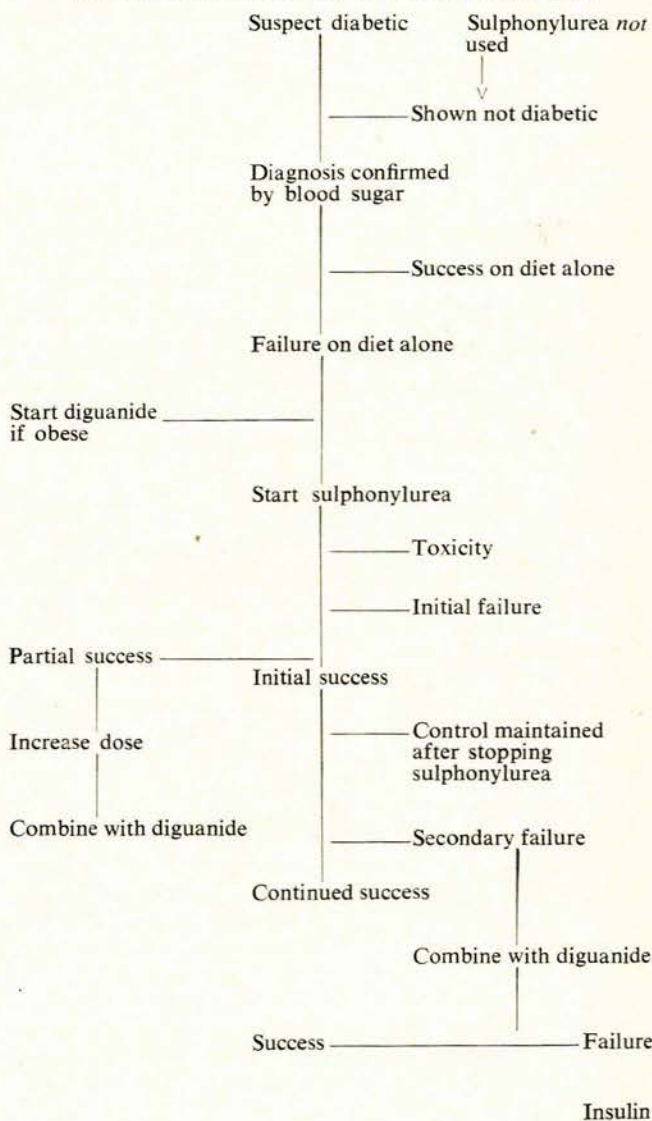 Suspect diabetic
Sulphonylurea not
used
Shown not diabetic
Diagnosis confirmed
by blood sugar
Success on diet alone
Failure on diet alone
Start diguanide
if obese
Start sulphonylurea
Toxicity
Initial failure
Partial success
Initial success
Increase dose
Control maintained
after stopping
sulphonylurea
Combine with diguanide
Secondary failure
Continued success
Combine with diguanide
Success
Failure
Insulin